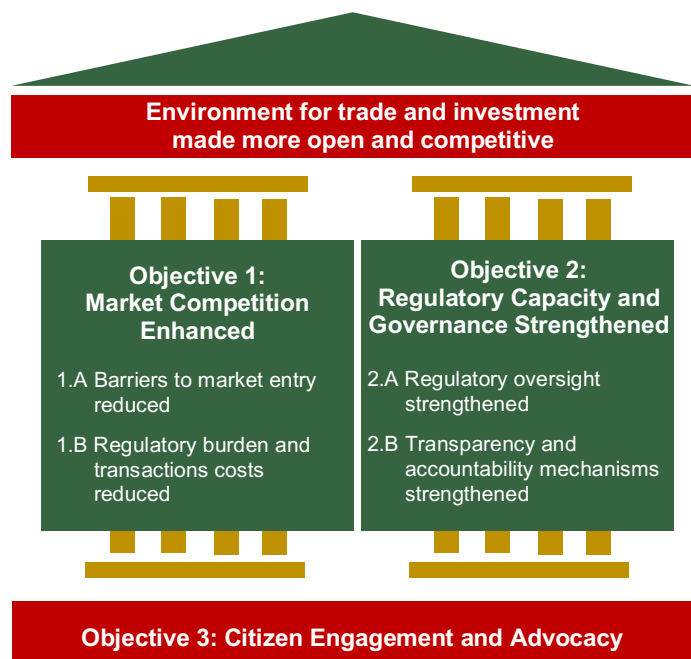 Environment for trade and investment
made more open and competitive
Objective 1:
Market Competition
Enhanced
1.A Barriers to market entry
reduced
1.B Regulatory burden and
transactions costs
reduced
Objective 2:
Regulatory Capacity and
Governance Strengthened
2.A Regulatory oversight
strengthened
2.B Transparency and
accountability mechanisms
strengthened
Objective 3: Citizen Engagement and Advocacy